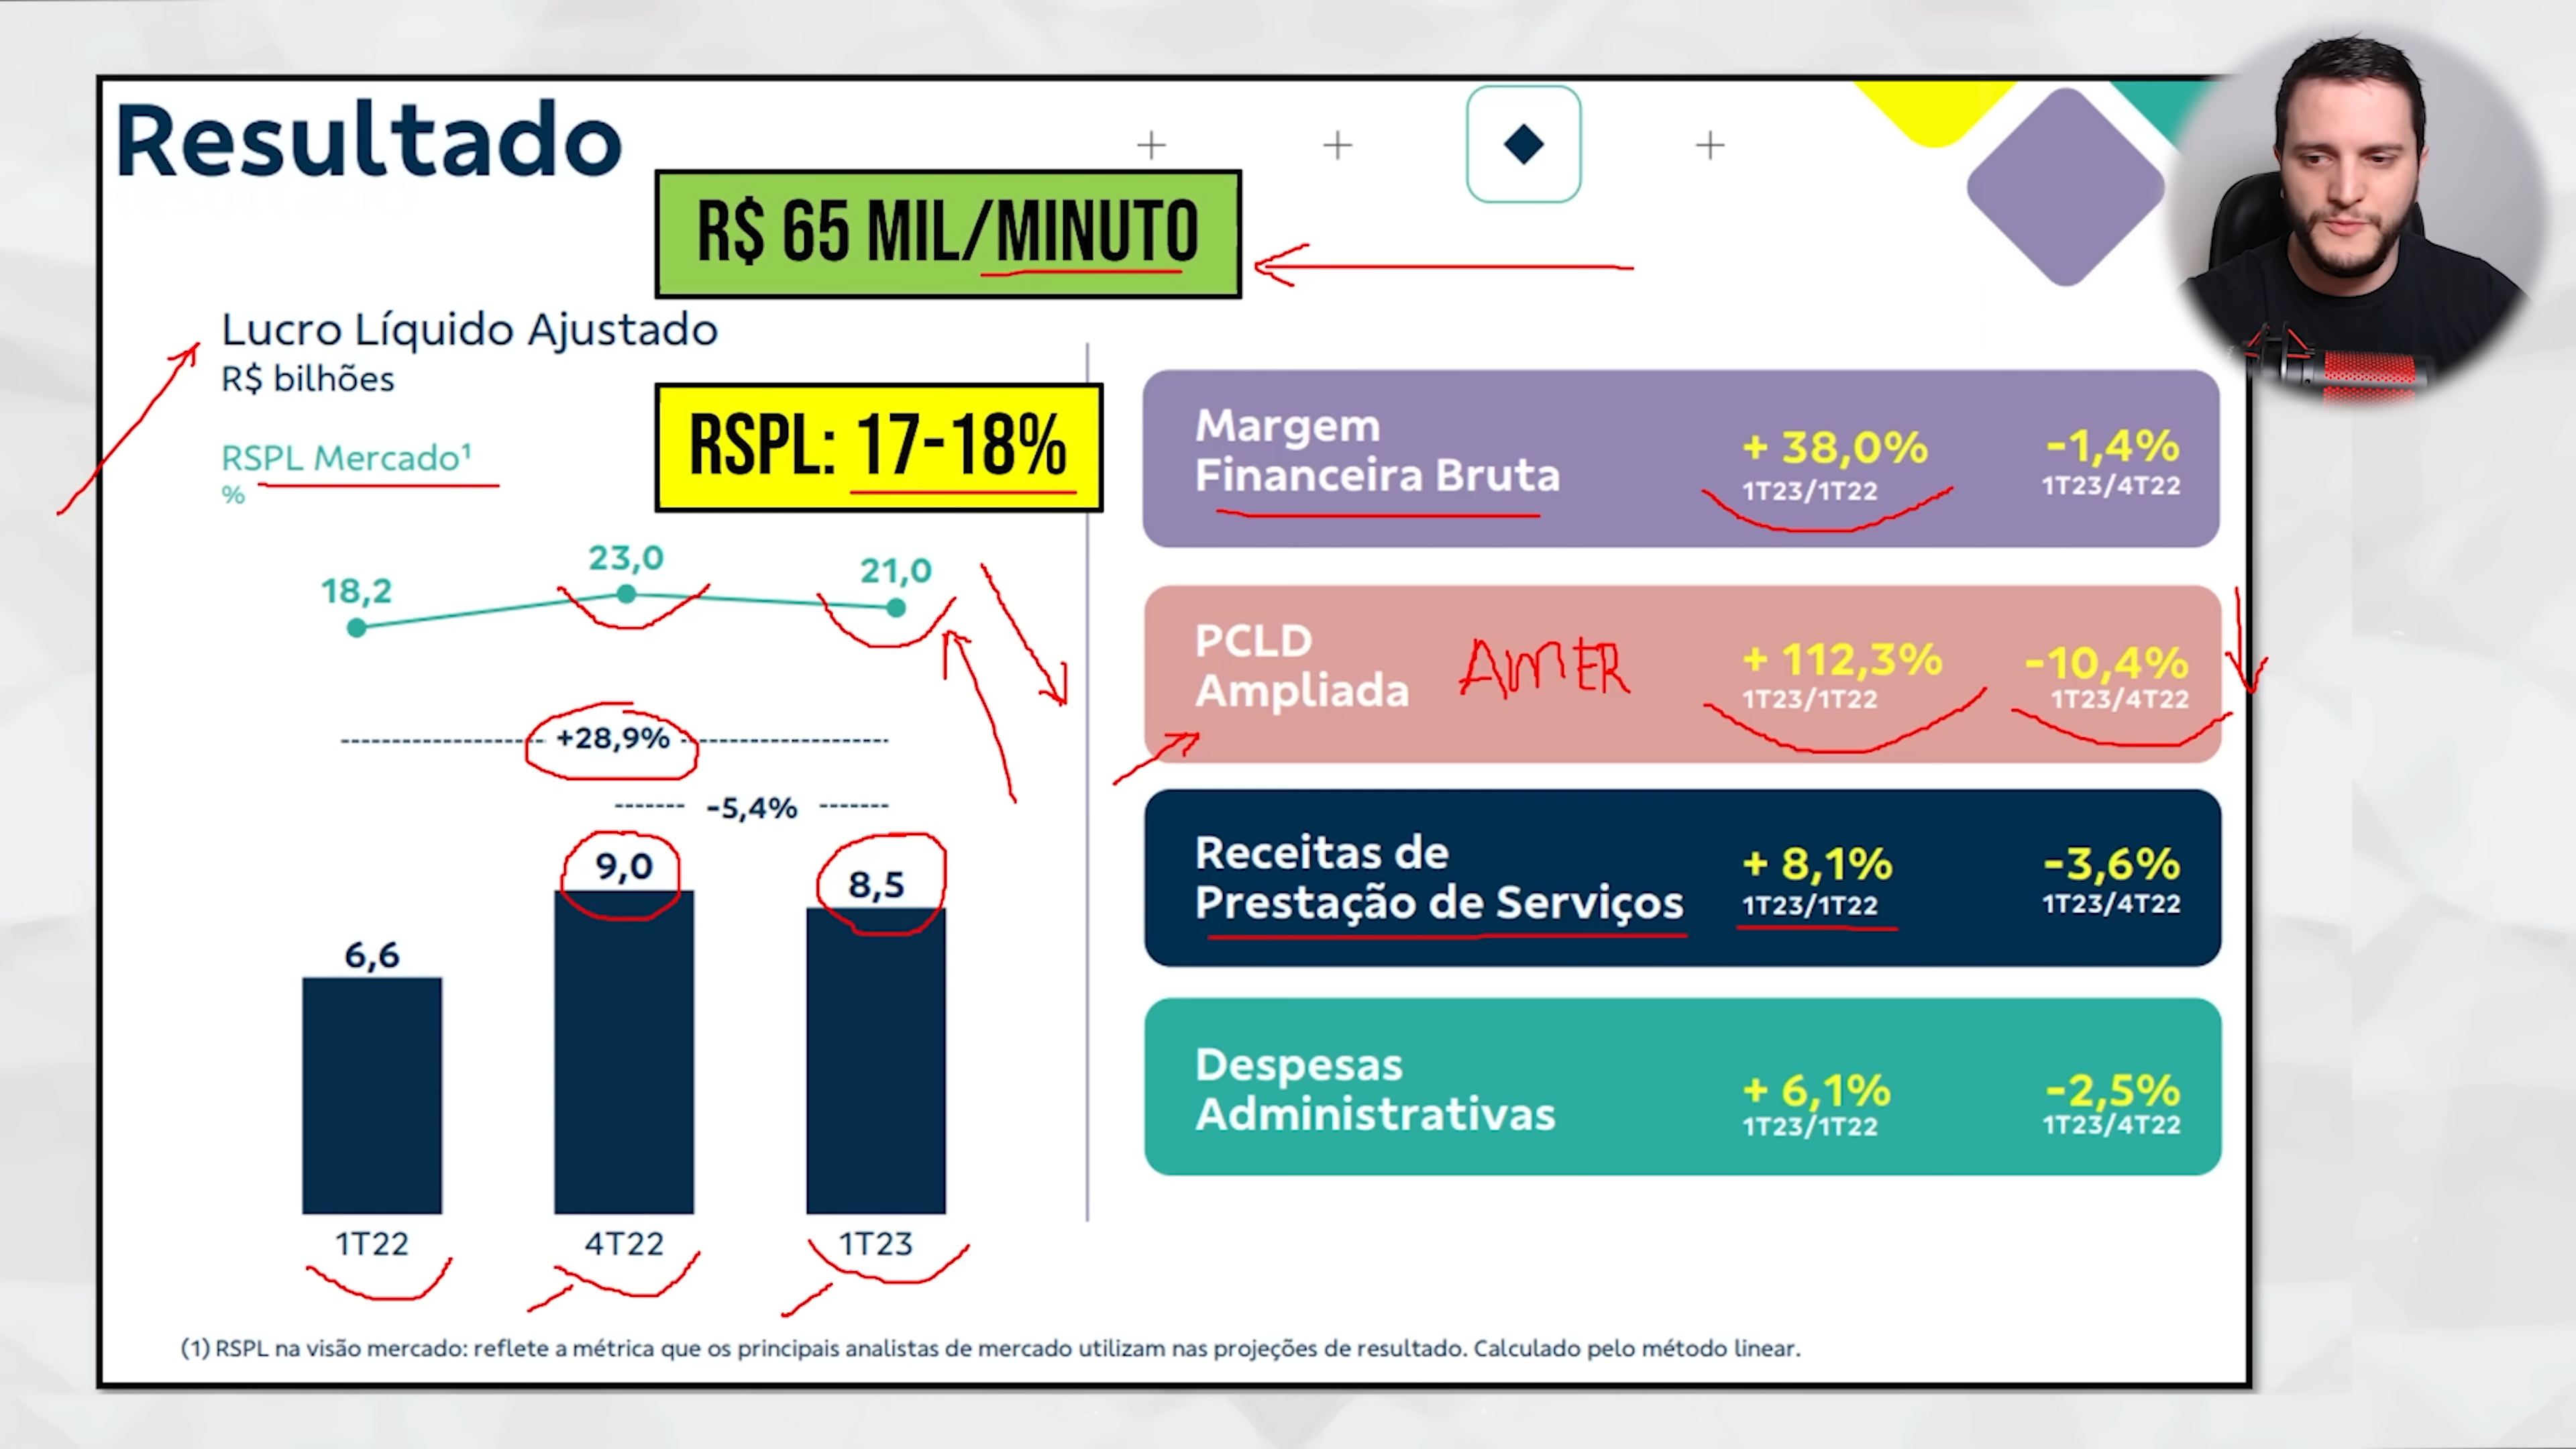 Resultado
R$ 65 MIL/MINUTO
Lucro Líquido Ajustado
R$ bilhões
RSPL Mercado¹
%
RSPL: 17-18%
18,2
23,0
21,0
+28,9%
-5,4%
6,6
9,0
8,5
1T22
4T22
1T23
Margem
Financeira Bruta
+ 38,0%
1T23/1T22
-1,4%
1T23/4T22
PCLD
Ampliada
AMER
+ 112,3%
1T23/1T22
-10,4%
1T23/4T22
Receitas de
Prestação de Serviços
+ 8,1%
1T23/1T22
-3,6%
1T23/4T22
Despesas
Administrativas
+ 6,1%
1T23/1T22
-2,5%
1T23/4T22
(1) RSPL na visão mercado: reflete a métrica que os principais analistas de mercado utilizam nas projeções de resultado. Calculado pelo método linear.